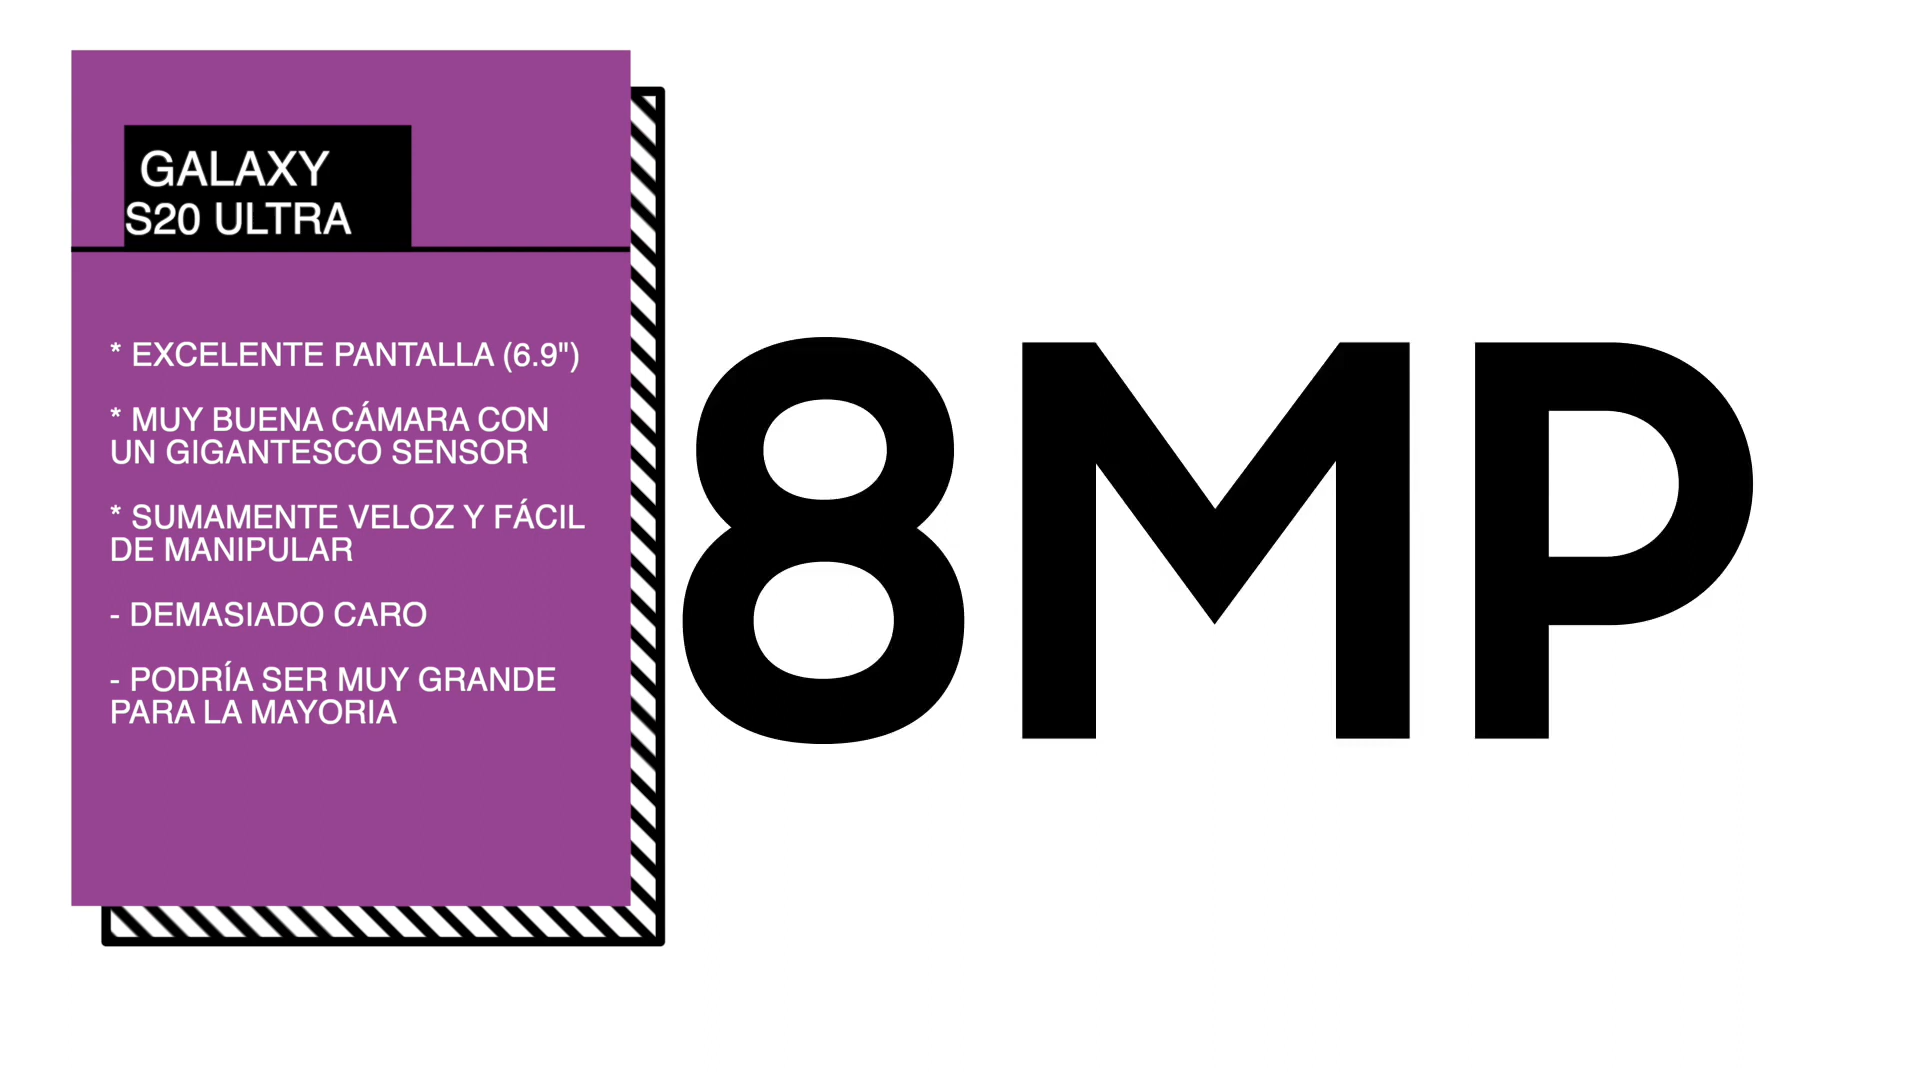 GALAXY
S20 ULTRA
* EXCELENTE PANTALLA (6.9")
* MUY BUENA CÁMARA CON
UN GIGANTESCO SENSOR
* SUMAMENTE VELOZ Y FÁCIL
DE MANIPULAR
- DEMASIADO CARO
- PODRÍA SER MUY GRANDE
PARA LA MAYORIA
8MP